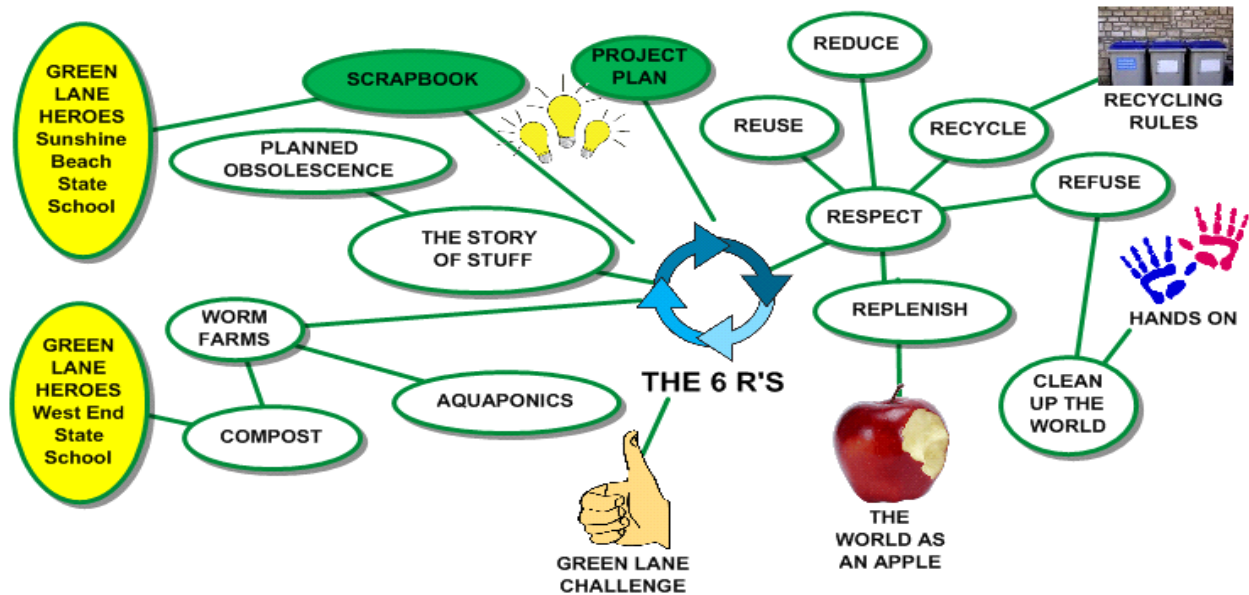 GREEN
LANE
HEROES
Sunshine
Beach
State
School
SCRAPBOOK
PROJECT
PLAN
REDUCE
REUSE
RECYCLE
RECYCLING
RULES
PLANNED
OBSOLESCENCE
THE STORY
OF STUFF
RESPECT
REFUSE
HANDS ON
WORM
FARMS
REPLENISH
THE 6 R'S
GREEN
LANE
HEROES
West End
State
School
COMPOST
AQUAPONICS
CLEAN
UP THE
WORLD
GREEN LANE
CHALLENGE
THE
WORLD AS
AN APPLE